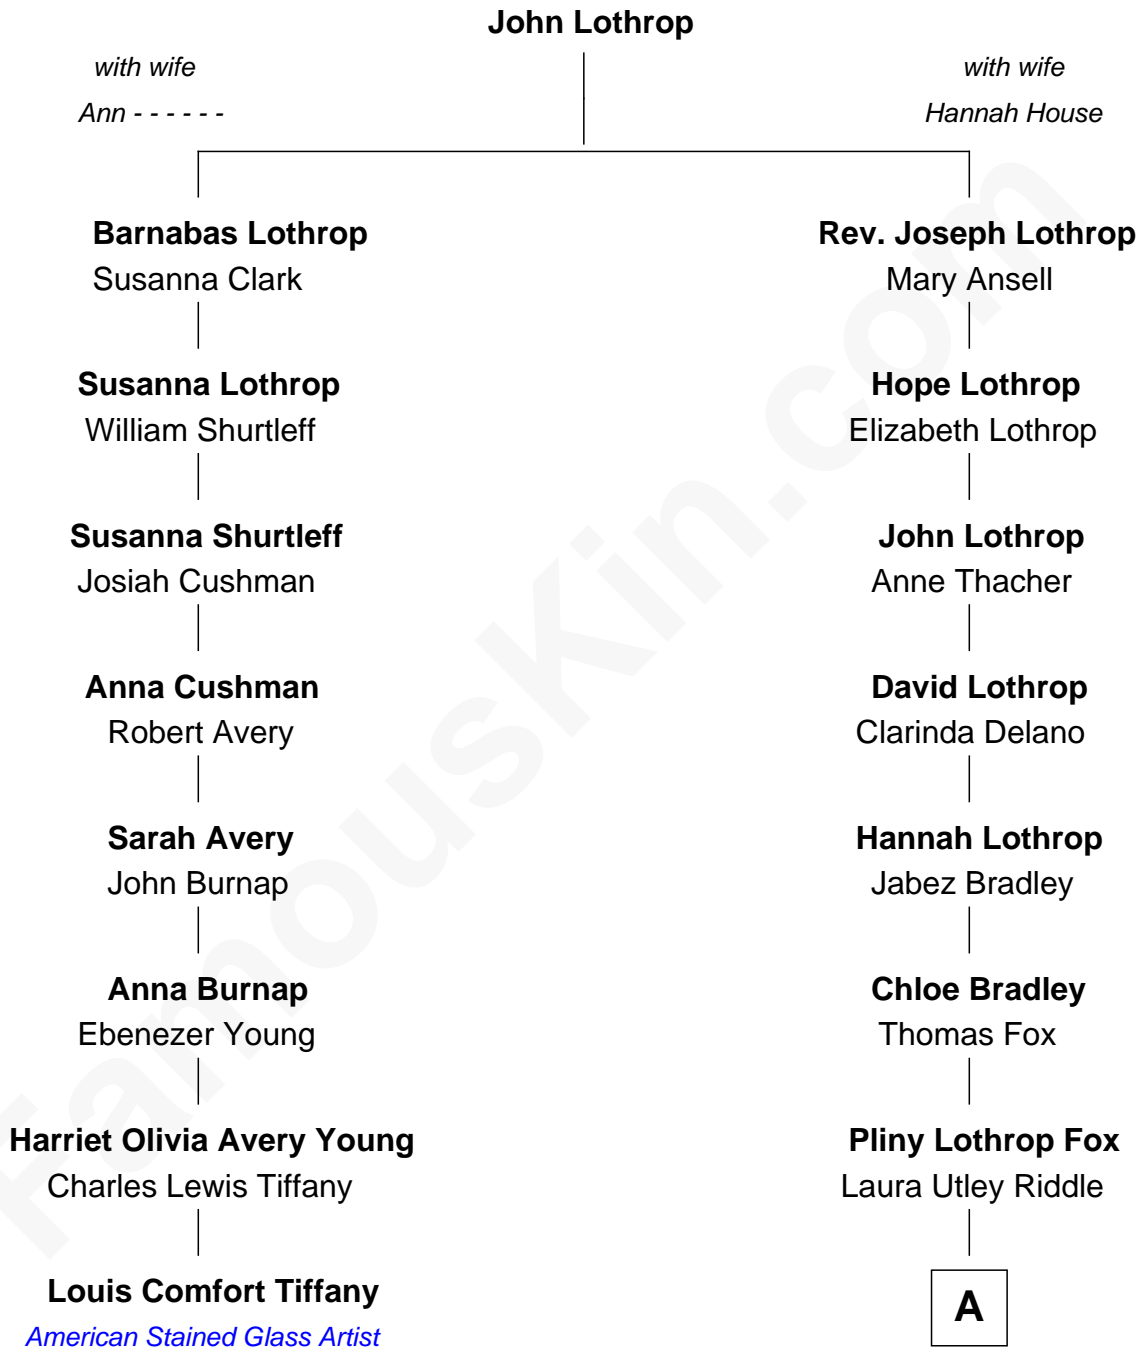 John Lothrop
with wife
Ann - - - - - -
with wife
Hannah House
Barnabas Lothrop
Susanna Clark
Rev. Joseph Lothrop
Mary Ansell
Susanna Lothrop
William Shurtleff
Hope Lothrop
Elizabeth Lothrop
Susanna Shurtleff
Josiah Cushman
John Lothrop
Anne Thacher
Anna Cushman
Robert Avery
David Lothrop
Clarinda Delano
Sarah Avery
John Burnap
Hannah Lothrop
Jabez Bradley
Anna Burnap
Ebenezer Young
Chloe Bradley
Thomas Fox
Harriet Olivia Avery Young
Charles Lewis Tiffany
Pliny Lothrop Fox
Laura Utley Riddle
Louis Comfort Tiffany
American Stained Glass Artist
A
FamousKin.com